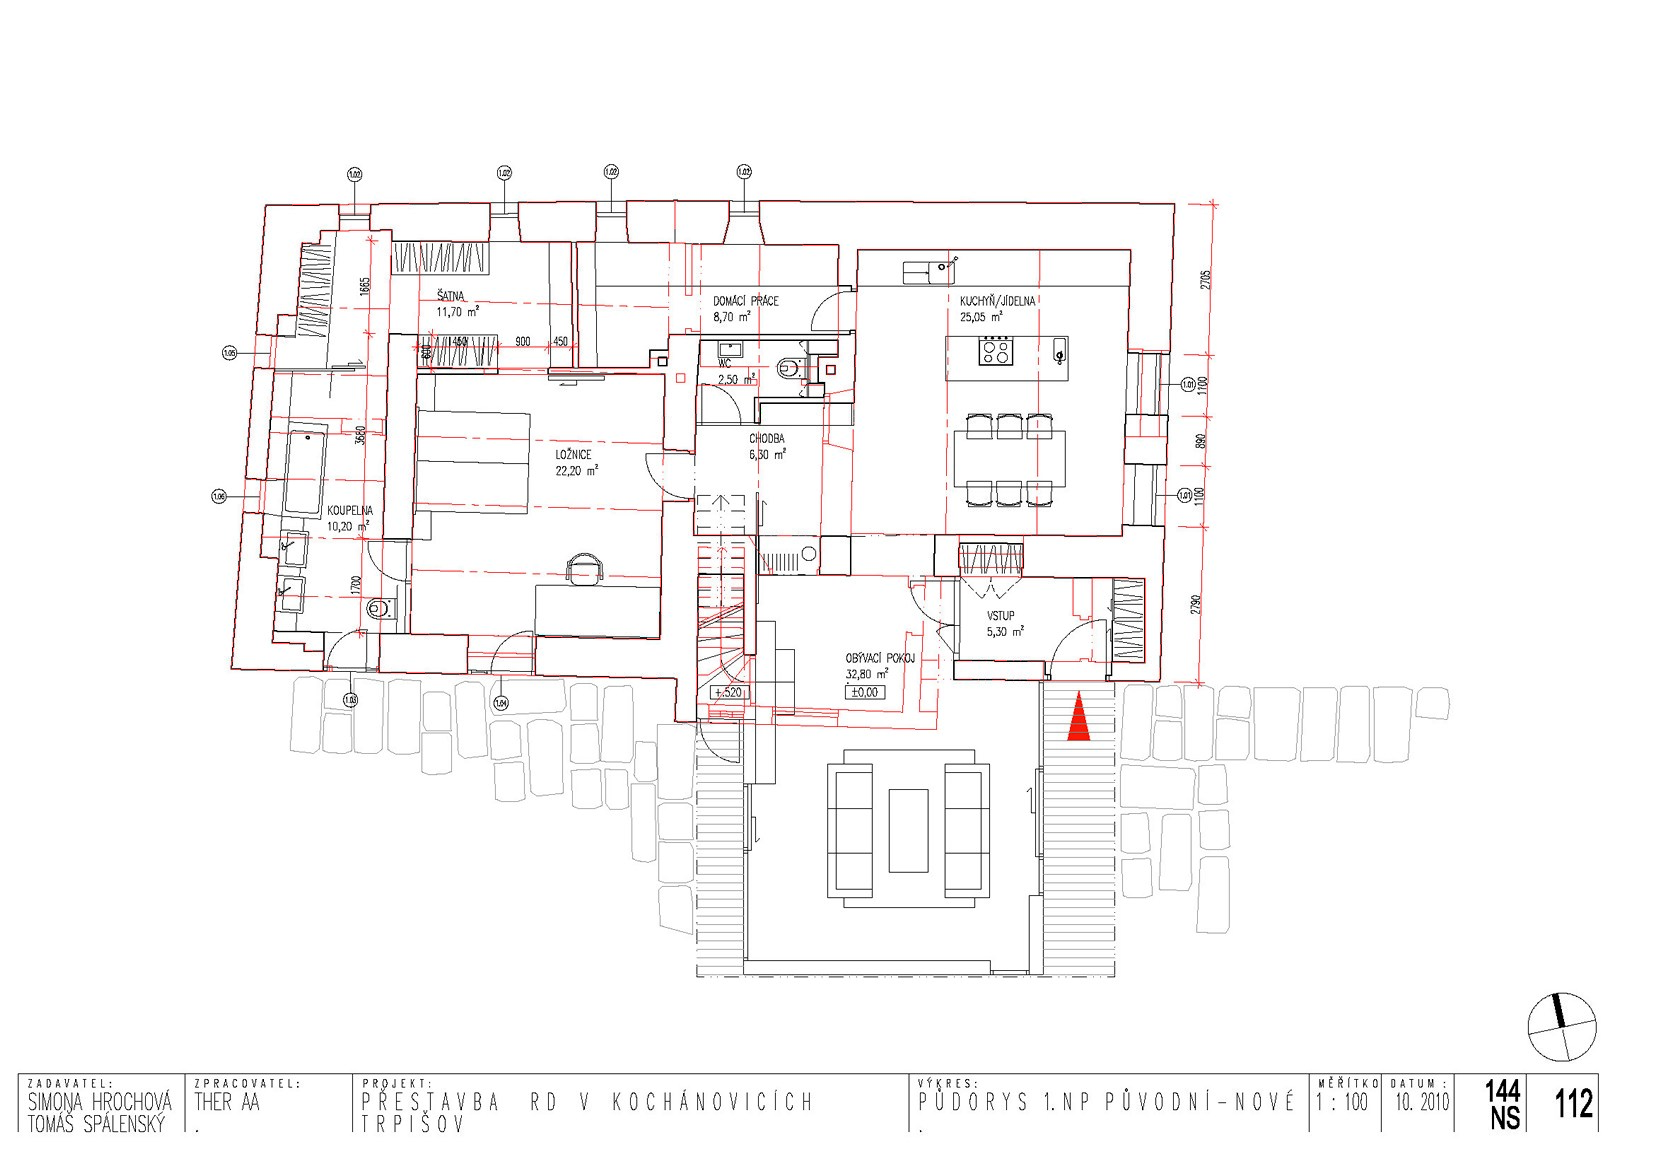 1.02
1.02
1.02
1.02
1665
ŠATNA
11,70 m²
DOMÁCÍ PRÁCE
8,70 m²
KUCHYŇ/JÍDELNA
25,05 m²
2705
1.05
600
450
900
450
WC
2.50 m²
1.01
1100
3680
CHODBA
6,30 m²
890
LOŽNICE
22,20 m²
1.06
KOUPELNA
10,20 m²
1.01
1100
1700
VSTUP
5,30 m²
2790
OBÝVACÍ POKOJ
32,80 m²
±0,00
+.520
1.03
1.04
ZADAVATEL:
SIMONA HROCHOVÁ
TOMÁŠ SPÁLENSKÝ
ZPRACOVATEL:
THER AA
.
PROJEKT:
PŘESTAVBA RD V KOCHÁNOVICÍCH
TRPIŠOV
VÝKRES:
PŮDORYS 1.NP PŮVODNÍ-NOVÉ
.
MĚŘÍTKO
1 : 100
DATUM :
10. 2010
144
NS
112